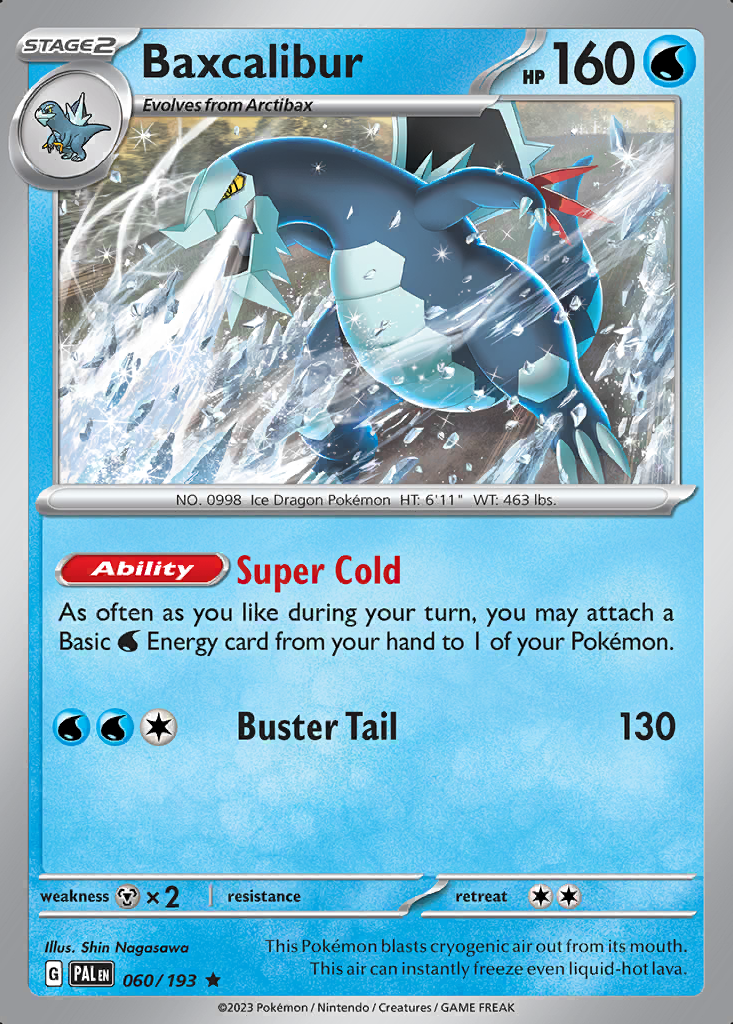 STAGE2
Baxcalibur
HP 160
Evolves from Arctibax
NO. 0998 Ice Dragon Pokémon HT: 6'11" WT: 463 lbs.
Ability Super Cold
As often as you like during your turn, you may attach a
Basic Energy card from your hand to 1 of your Pokémon.
Buster Tail 130
weakness ×2 resistance retreat
Illus. Shin Nagasawa
This Pokémon blasts cryogenic air out from its mouth.
This air can instantly freeze even liquid-hot lava.
G PAL EN 060/193 ★
©2023 Pokémon / Nintendo / Creatures / GAME FREAK